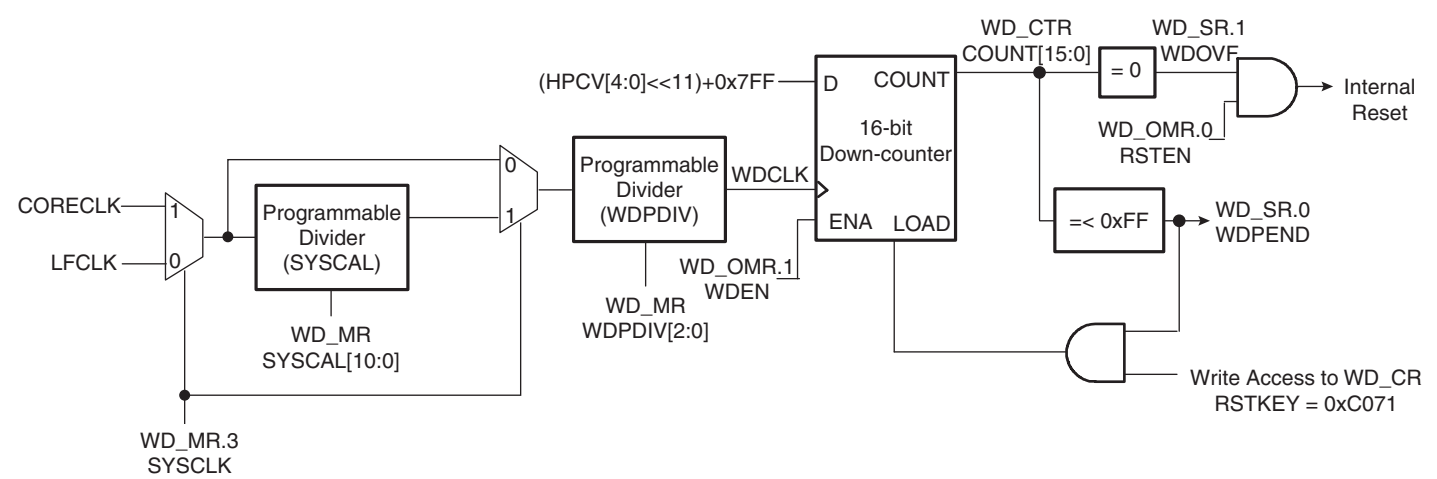 WD_CTR
COUNT[15:0]
WD_SR.1
WDOVF
= 0
Internal
Reset
WD_OMR.0
RSTEN
(HPCV[4:0]<<11)+0x7FF
D
COUNT
16-bit
Down-counter
ENA
LOAD
=< 0xFF
WD_SR.0
WDPEND
CORECLK
LFCLK
1
0
Programmable
Divider
(SYSCAL)
0
1
Programmable
Divider
(WDPDIV)
WDCLK
WD_OMR.1
WDEN
WD_MR
SYSCAL[10:0]
WD_MR
WDPDIV[2:0]
Write Access to WD_CR
RSTKEY = 0xC071
WD_MR.3
SYSCLK